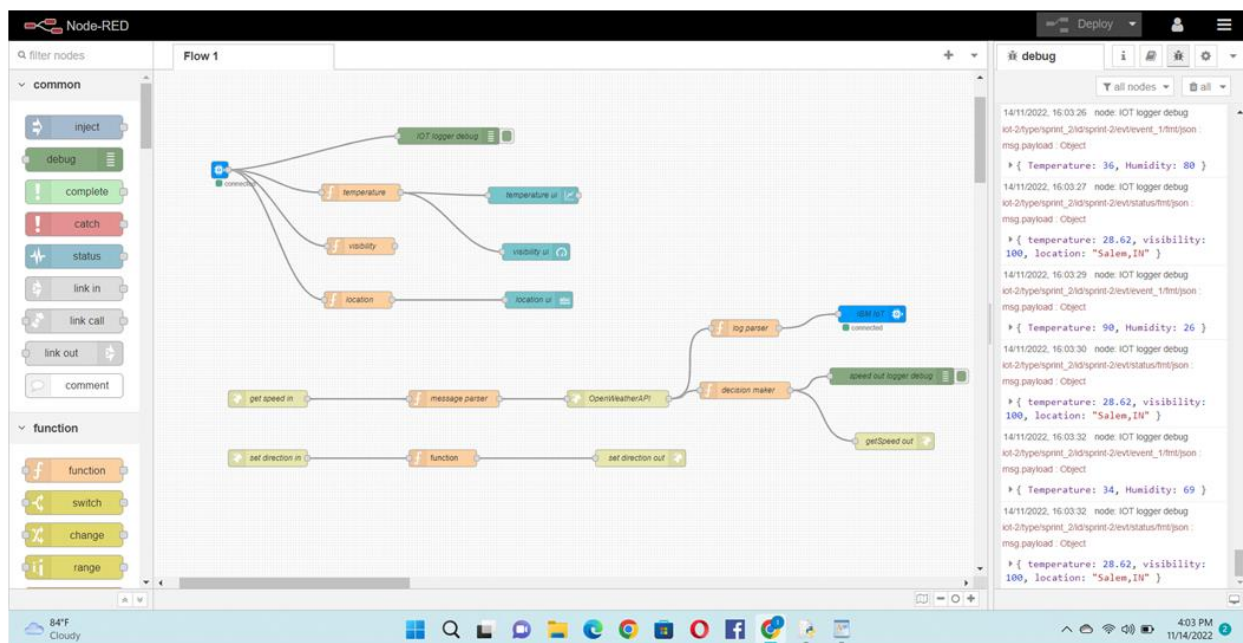 Node-RED
Deploy
filter nodes
Flow 1
debug
i
common
all nodes
all
inject
debug
complete
catch
status
link in
link call
link out
comment
function
function
switch
change
range
IOT logger debug
connected
temperature
temperature ui
visibility
visibility ui
location
location ui
abc
log parser
IBM IoT
connected
get speed in
message parser
OpenWeatherAPI
decision maker
speed out logger debug
getSpeed out
set direction in
function
set direction out
14/11/2022, 16:03:26 node: IOT logger debug
iot-2/type/sprint_2/id/sprint-2/evt/event_1/fmt/json :
msg.payload : Object
{ Temperature: 36, Humidity: 80 }
14/11/2022, 16:03:27 node: IOT logger debug
iot-2/type/sprint_2/id/sprint-2/evt/status/fmt/json :
msg.payload : Object
{ temperature: 28.62, visibility:
100, location: "Salem,IN" }
14/11/2022, 16:03:29 node: IOT logger debug
iot-2/type/sprint_2/id/sprint-2/evt/event_1/fmt/json :
msg.payload : Object
{ Temperature: 90, Humidity: 26 }
14/11/2022, 16:03:30 node: IOT logger debug
iot-2/type/sprint_2/id/sprint-2/evt/status/fmt/json :
msg.payload : Object
{ temperature: 28.62, visibility:
100, location: "Salem,IN" }
14/11/2022, 16:03:32 node: IOT logger debug
iot-2/type/sprint_2/id/sprint-2/evt/event_1/fmt/json :
msg.payload : Object
{ Temperature: 34, Humidity: 69 }
14/11/2022, 16:03:32 node: IOT logger debug
iot-2/type/sprint_2/id/sprint-2/evt/status/fmt/json :
msg.payload : Object
{ temperature: 28.62, visibility:
100, location: "Salem,IN" }
84°F
Cloudy
4:03 PM
11/14/2022
2